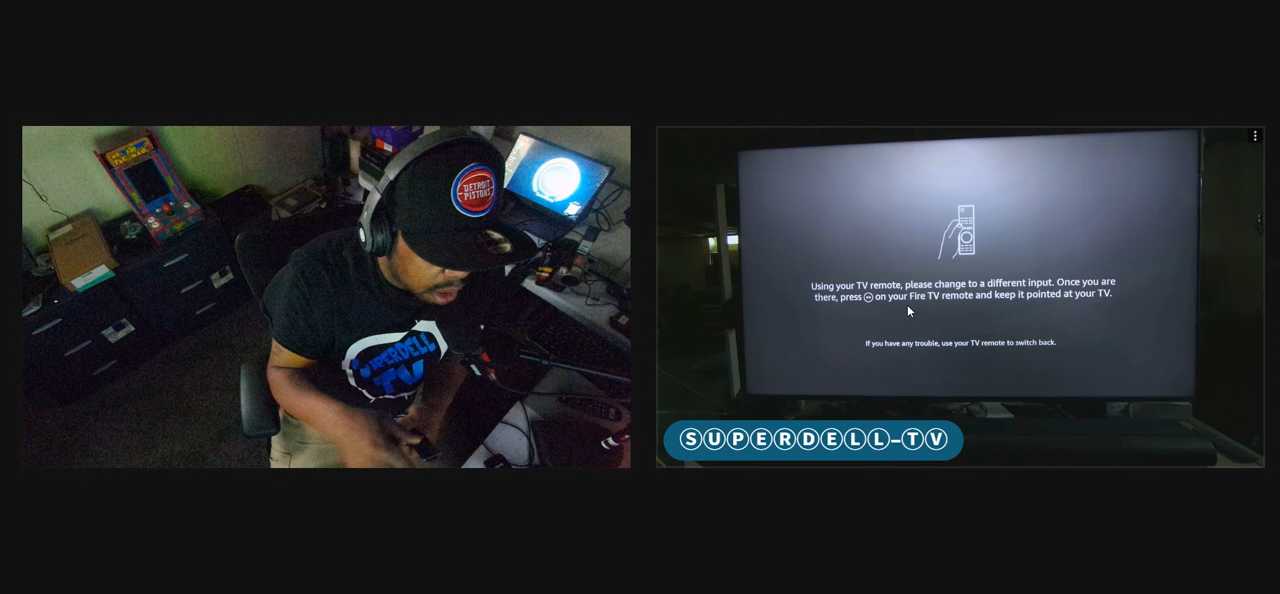 DETROIT
PISTONS
SUPERDELL
TV
Using your TV remote, please change to a different input. Once you are
there, press on your Fire TV remote and keep it pointed at your TV.
If you have any trouble, use your TV remote to switch back.
ⓈⓊⓅⒺⓇⒹⒺⓁⓁ-ⓉⓋ